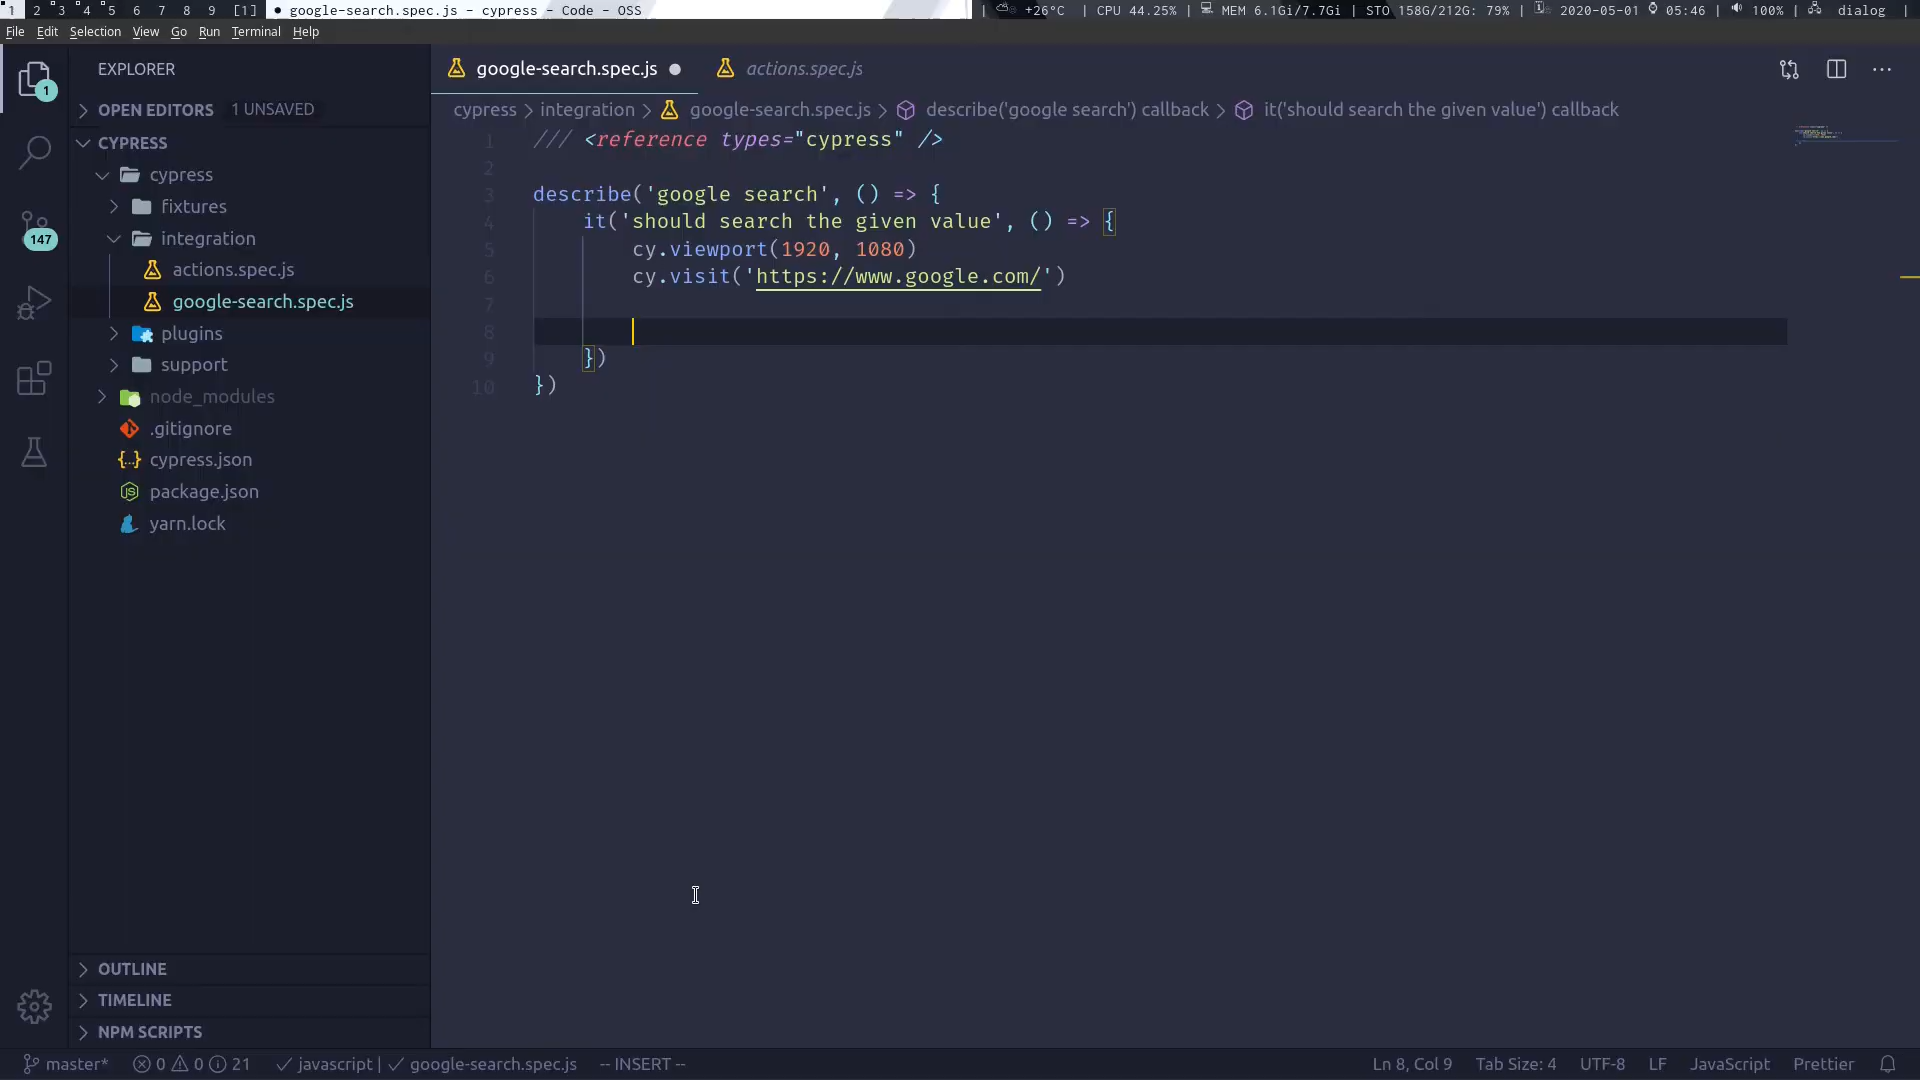 1 2 3 4 5 6 7 8 9 [1] ● google-search.spec.js - cypress - Code - OSS | +26°C | CPU 44.25% | MEM 6.1Gi/7.7Gi | STO 158G/212G: 79% | 2020-05-01 05:46 | 100% | dialog |
File Edit Selection View Go Run Terminal Help
EXPLORER
1
OPEN EDITORS 1 UNSAVED
CYPRESS
cypress
fixtures
integration
147
actions.spec.js
google-search.spec.js
plugins
support
node_modules
.gitignore
{..} cypress.json
package.json
yarn.lock
OUTLINE
TIMELINE
NPM SCRIPTS
google-search.spec.js ● actions.spec.js
cypress > integration > google-search.spec.js > describe('google search') callback > it('should search the given value') callback
1 /// <reference types="cypress" />
2
3 describe('google search', () => {
4 it('should search the given value', () => {
5 cy.viewport(1920, 1080)
6 cy.visit('https://www.google.com/')
7
8
9 })
10 })
master* 0 0 21 javascript | google-search.spec.js -- INSERT -- Ln 8, Col 9 Tab Size: 4 UTF-8 LF JavaScript Prettier